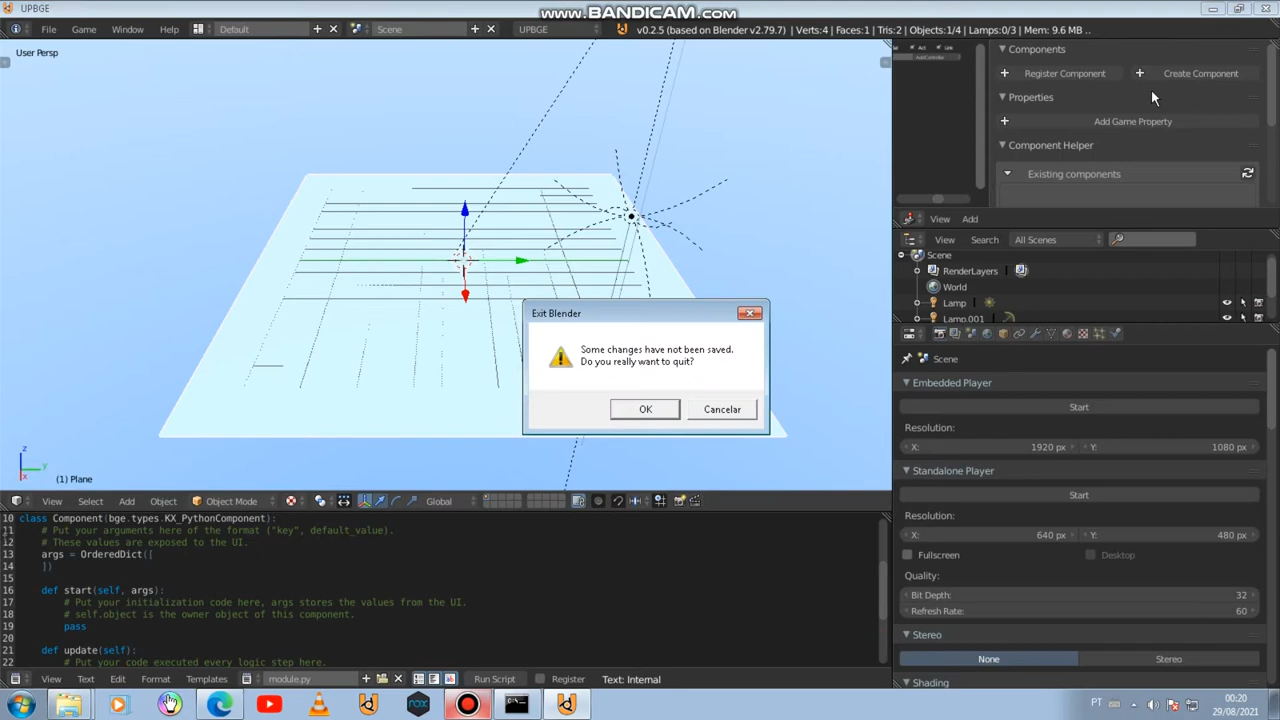 UPBGE
www.BANDICAM.com
File Game Window Help
Default
Scene
UPBGE
v0.2.5 (based on Blender v2.79.7)
Verts:4 | Faces:1 | Tris:2 | Objects:1/4 | Lamps:0/3 | Mem: 9.6 MB ..
User Persp
Act Link
Components
Register Component
Create Component
Properties
Add Game Property
Component Helper
Existing components
View Add
View Search All Scenes
Scene
RenderLayers
World
Lamp
Lamp.001
Exit Blender
Some changes have not been saved.
Do you really want to quit?
OK
Cancelar
Scene
Embedded Player
Start
Resolution:
X: 1920 px
Y: 1080 px
Standalone Player
Start
Resolution:
X: 640 px
Y: 480 px
Fullscreen
Desktop
Quality:
Bit Depth: 32
Refresh Rate: 60
Stereo
None
Stereo
Shading
z
y
x
(1) Plane
View Select Add Object Object Mode Global
10 class Component(bge.types.KX_PythonComponent):
11 # Put your arguments here of the format ("key", default_value).
12 # These values are exposed to the UI.
13 args = OrderedDict([
14 ])
15
16 def start(self, args):
17 # Put your initialization code here, args stores the values from the UI.
18 # self.object is the owner object of this component.
19 pass
20
21 def update(self):
22 # Put your code executed every logic step here.
View Text Edit Format Templates module.py Run Script Register Text: Internal
nox
PT
00:20
29/08/2021